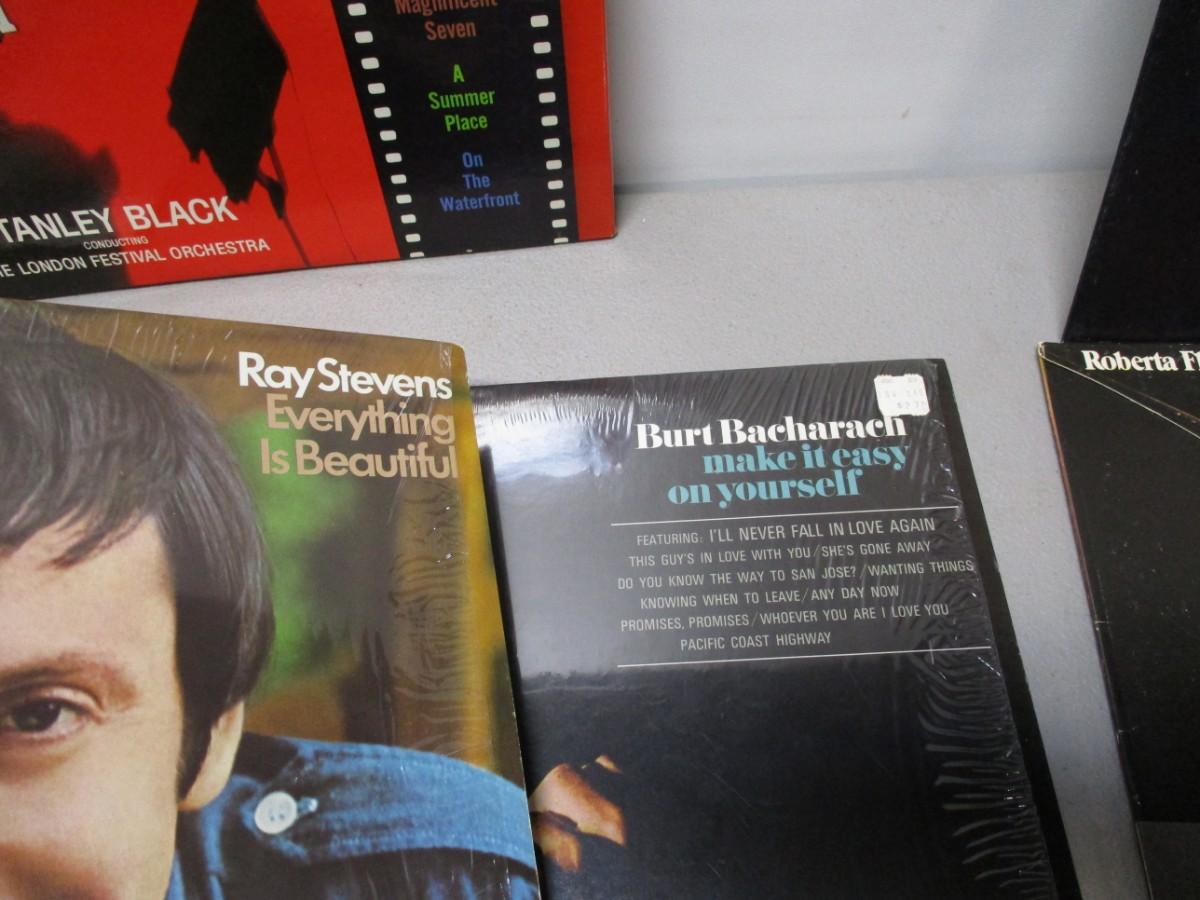 Magnificent
Seven
A
Summer
Place
On
The
Waterfront
TANLEY BLACK
CONDUCTING
E LONDON FESTIVAL ORCHESTRA
Ray Stevens
Everything
Is Beautiful
Burt Bacharach
make it easy
on yourself
FEATURING: I'LL NEVER FALL IN LOVE AGAIN
THIS GUY'S IN LOVE WITH YOU/SHE'S GONE AWAY
DO YOU KNOW THE WAY TO SAN JOSE?/WANTING THINGS
KNOWING WHEN TO LEAVE/ANY DAY NOW
PROMISES, PROMISES/WHOEVER YOU ARE I LOVE YOU
PACIFIC COAST HIGHWAY
Roberta Fl